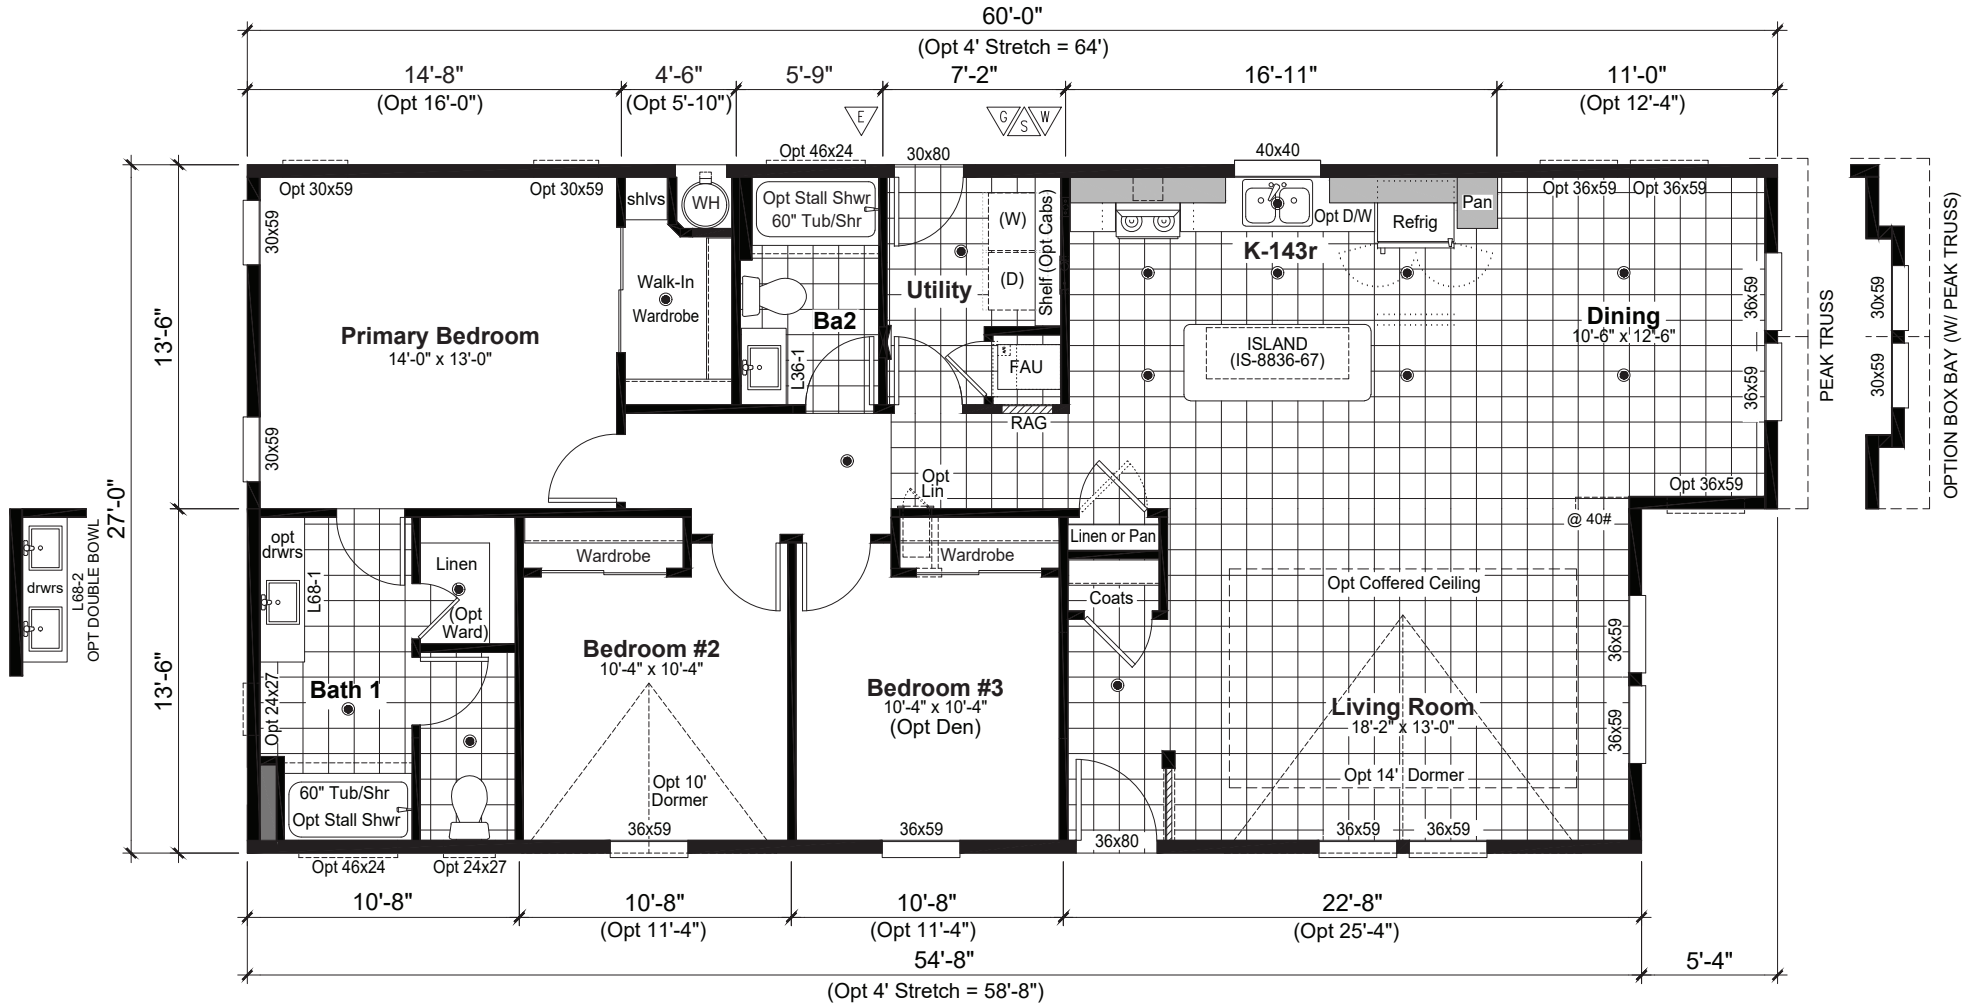 60'-0"
(Opt 4' Stretch = 64')
14'-8"
(Opt 16'-0")
4'-6"
(Opt 5'-10")
5'-9"
7'-2"
16'-11"
11'-0"
(Opt 12'-4")
E
G
S
W
Opt 46x24
30x80
40x40
Opt 30x59
Opt 30x59
shlvs
WH
Opt Stall Shwr
60" Tub/Shr
(W)
(D)
Shelf (Opt Cabs)
Opt D/W
Refrig
Pan
Opt 36x59
Opt 36x59
30x59
30x59
K-143r
Walk-In
Wardrobe
Utility
Ba2
L36-1
FAU
RAG
Primary Bedroom
14'-0" x 13'-0"
ISLAND
(IS-8836-67)
Dining
10'-6" x 12'-6"
36x59
36x59
PEAK TRUSS
30x59
30x59
OPTION BOX BAY (W/ PEAK TRUSS)
13'-6"
27'-0"
13'-6"
Opt
Lin
Opt 36x59
@ 40#
drwrs
L68-2
OPT DOUBLE BOWL
opt
drwrs
L68-1
Linen
(Opt
Ward)
Wardrobe
Wardrobe
Linen or Pan
Coats
Opt Coffered Ceiling
36x59
36x59
Bath 1
Opt 24x27
Bedroom #2
10'-4" x 10'-4"
Bedroom #3
10'-4" x 10'-4"
(Opt Den)
Living Room
18'-2" x 13'-0"
Opt 14' Dormer
Opt 10'
Dormer
60" Tub/Shr
Opt Stall Shwr
36x59
36x59
36x80
36x59
36x59
Opt 46x24
Opt 24x27
10'-8"
10'-8"
(Opt 11'-4")
10'-8"
(Opt 11'-4")
22'-8"
(Opt 25'-4")
54'-8"
(Opt 4' Stretch = 58'-8")
5'-4"